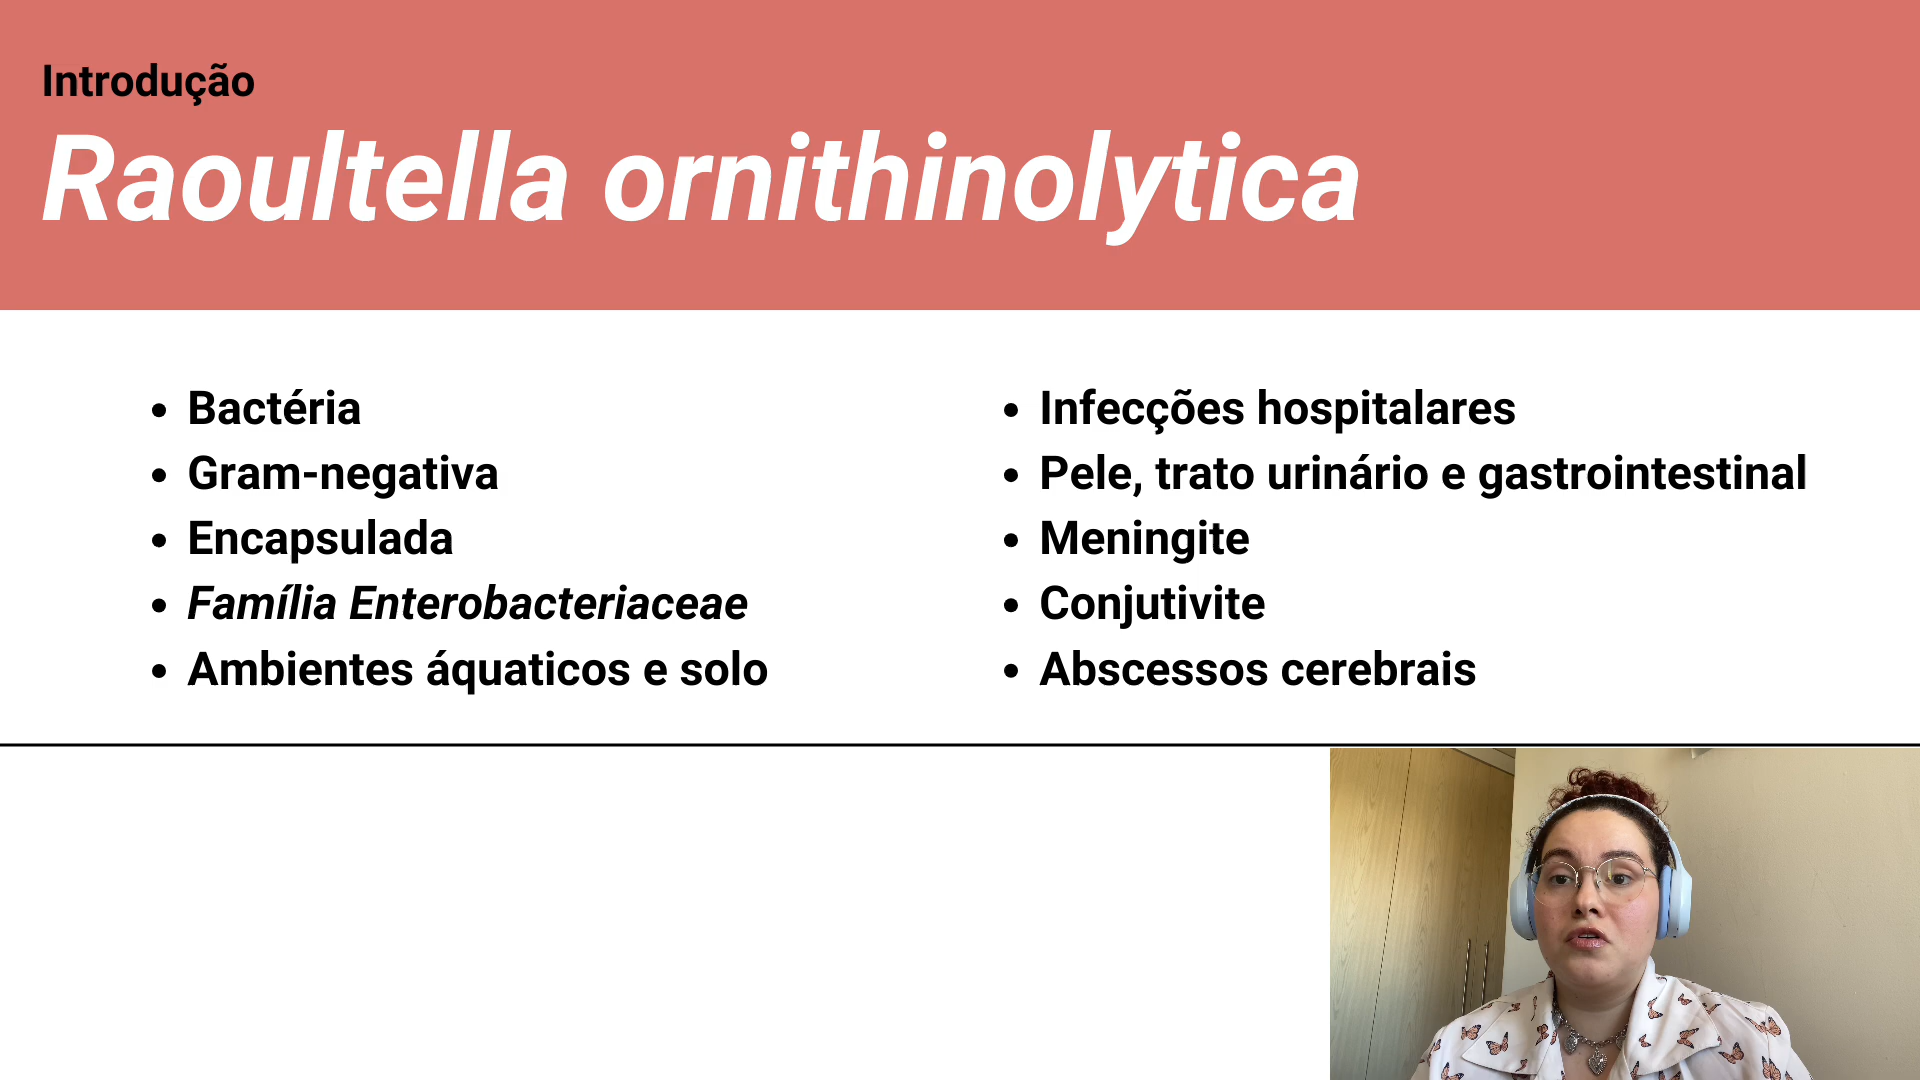 Introdução
Raoultella ornithinolytica
Bactéria
Gram-negativa
Encapsulada
Família Enterobacteriaceae
Ambientes áquaticos e solo
Infecções hospitalares
Pele, trato urinário e gastrointestinal
Meningite
Conjutivite
Abscessos cerebrais